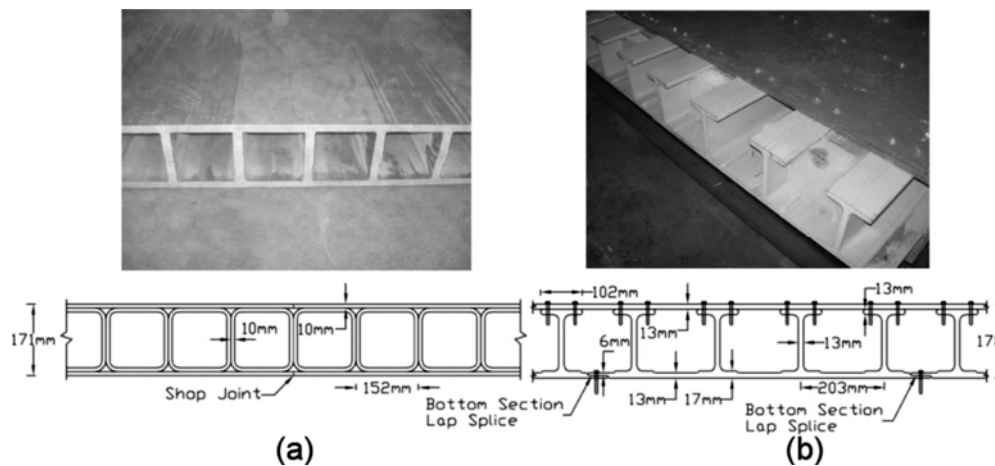 171mm
10mm
10mm
152mm
Shop Joint
(a)
102mm
13mm
13mm
6mm
13mm
13mm
17mm
203mm
Bottom Section
Lap Splice
Bottom Section
Lap Splice
(b)